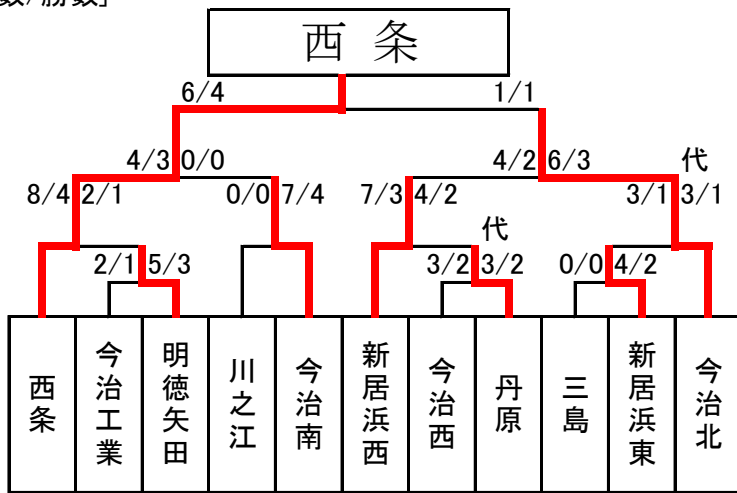 数/勝数]
西 条
6/4 1/1
4/3 0/0 4/2 6/3 代
8/4 2/1 0/0 7/4 7/3 4/2 3/1 3/1
代
2/1 5/3 3/2 3/2 0/0 4/2
西条
今治工業
明徳矢田
川之江
今治南
新居浜西
今治西
丹原
三島
新居浜東
今治北